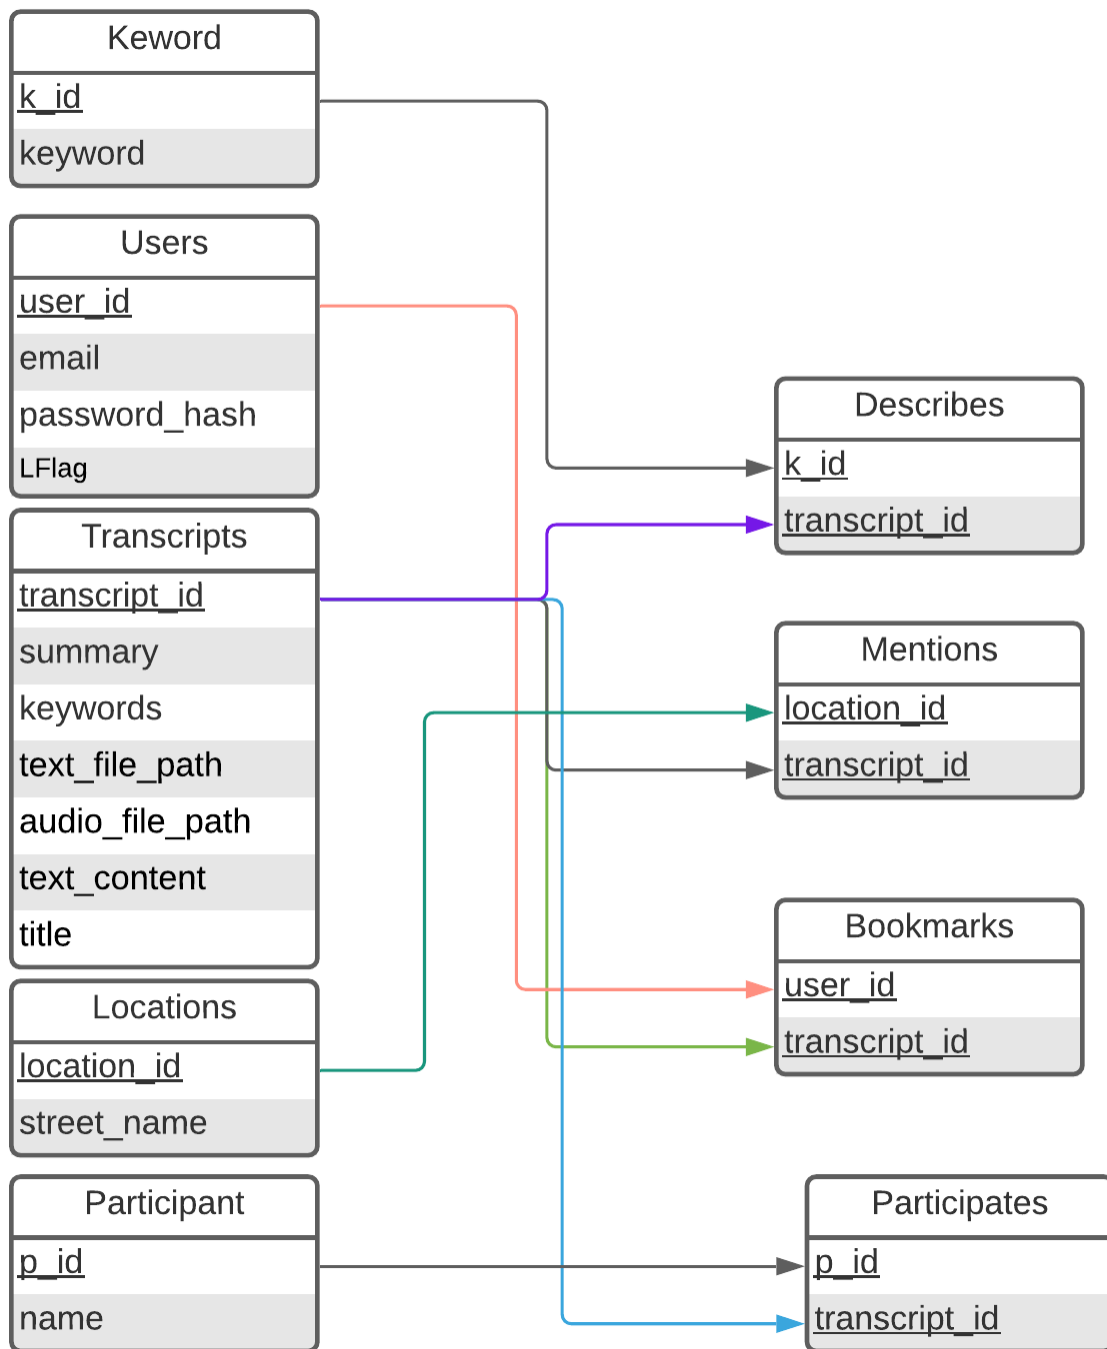 Keword
k_id
keyword
Users
user_id
email
password_hash
LFlag
Transcripts
transcript_id
summary
keywords
text_file_path
audio_file_path
text_content
title
Locations
location_id
street_name
Participant
p_id
name
Describes
k_id
transcript_id
Mentions
location_id
transcript_id
Bookmarks
user_id
transcript_id
Participates
p_id
transcript_id